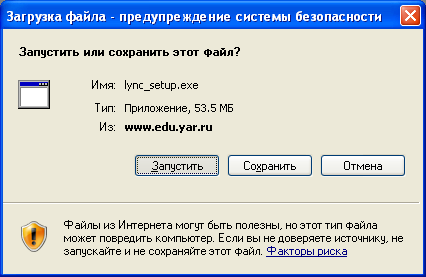 Загрузка файла - предупреждение системы безопасности
Запустить или сохранить этот файл?
Имя: lync_setup.exe
Тип: Приложение, 53.5 МБ
Из: www.edu.yar.ru
Запустить Сохранить Отмена
Файлы из Интернета могут быть полезны, но этот тип файла
может повредить компьютер. Если вы не доверяете источнику, не
запускайте и не сохраняйте этот файл. Факторы риска